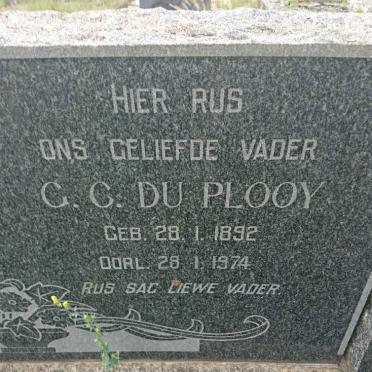 HIER RUS
ONS GELIEFDE VADER
G. C. DU PLOOY
GEB. 28. 1. 1892
OORL. 28. 1. 1974
RUS SAG LIEWE VADER.